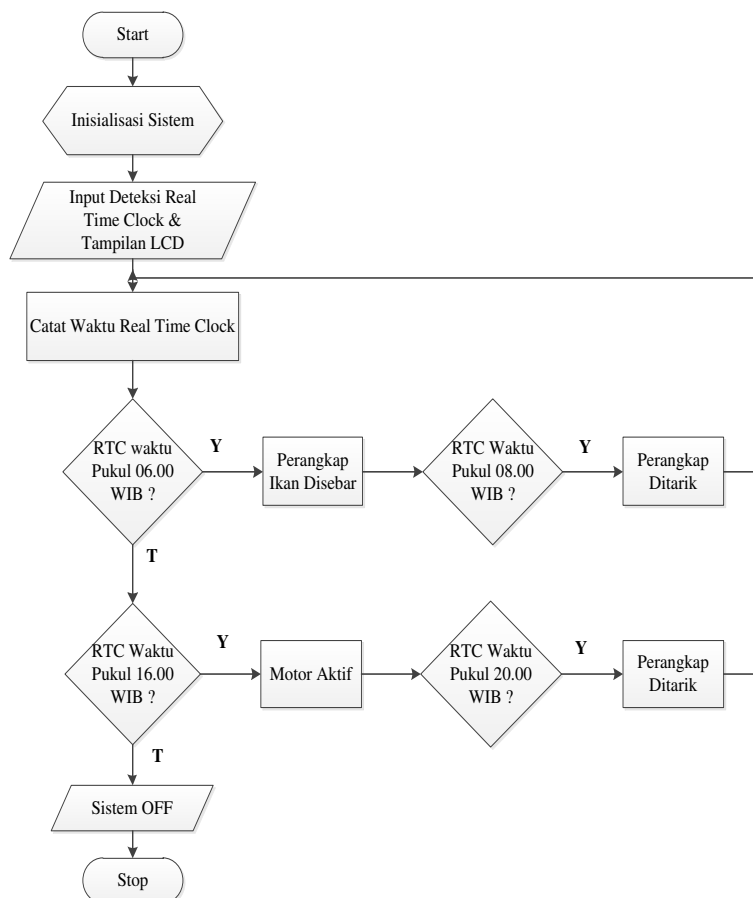 Start
Inisialisasi Sistem
Input Deteksi Real
Time Clock &
Tampilan LCD
Catat Waktu Real Time Clock
RTC waktu
Pukul 06.00
WIB ?
Y
Perangkap
Ikan Disebar
RTC Waktu
Pukul 08.00
WIB ?
Y
Perangkap
Ditarik
T
RTC Waktu
Pukul 16.00
WIB ?
Y
Motor Aktif
RTC Waktu
Pukul 20.00
WIB ?
Y
Perangkap
Ditarik
T
Sistem OFF
Stop